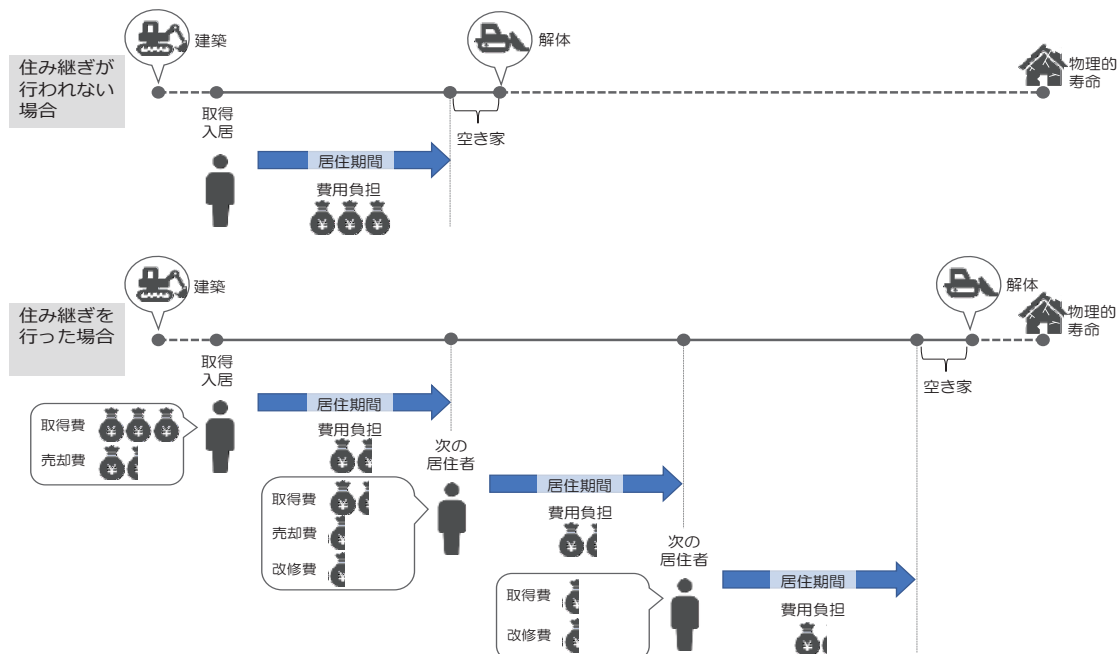 建築
解体
住み継ぎが
行われない
場合
物理的
寿命
取得
入居
空き家
居住期間
費用負担
建築
解体
住み継ぎを
行った場合
物理的
寿命
取得
入居
空き家
取得費
売却費
居住期間
費用負担
次の
居住者
取得費
売却費
改修費
居住期間
費用負担
次の
居住者
取得費
改修費
居住期間
費用負担